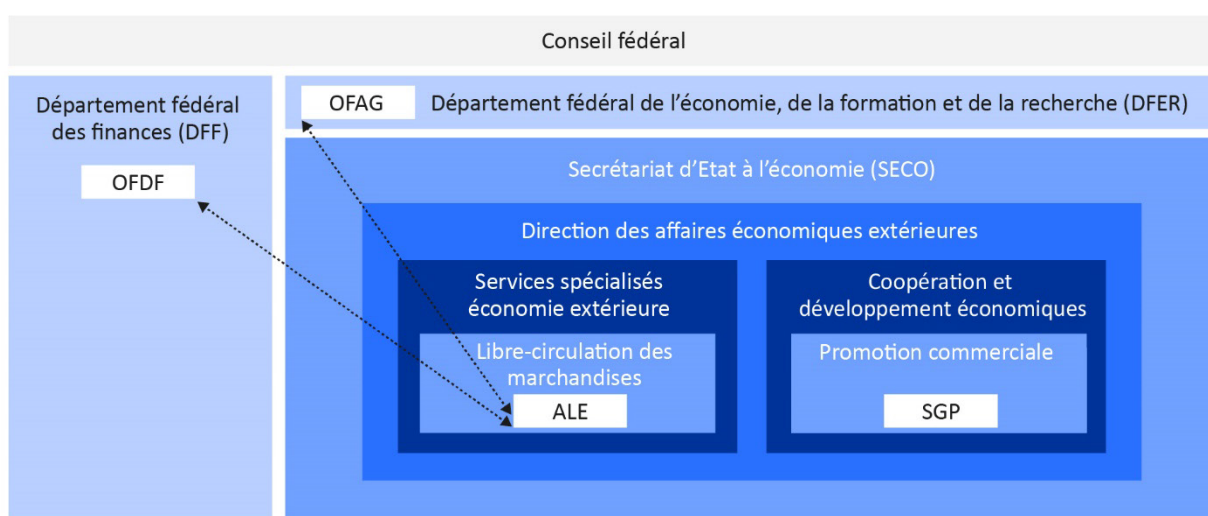 Conseil fédéral
Département fédéral
des finances (DFF)
OFDF
OFAG
Département fédéral de l’économie, de la formation et de la recherche (DFER)
Secrétariat d’Etat à l’économie (SECO)
Direction des affaires économiques extérieures
Services spécialisés
économie extérieure
Libre-circulation des
marchandises
ALE
Coopération et
développement économiques
Promotion commerciale
SGP